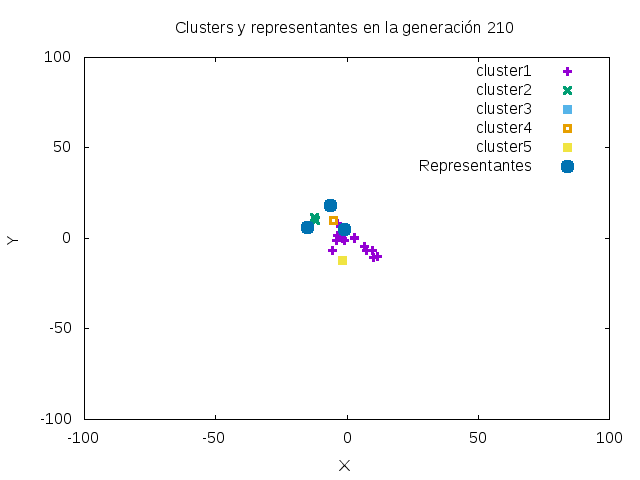 Clusters y representantes en la generación 210
100
50
0
-50
-100
-100
-50
0
50
100
Y
X
cluster1
cluster2
cluster3
cluster4
cluster5
Representantes